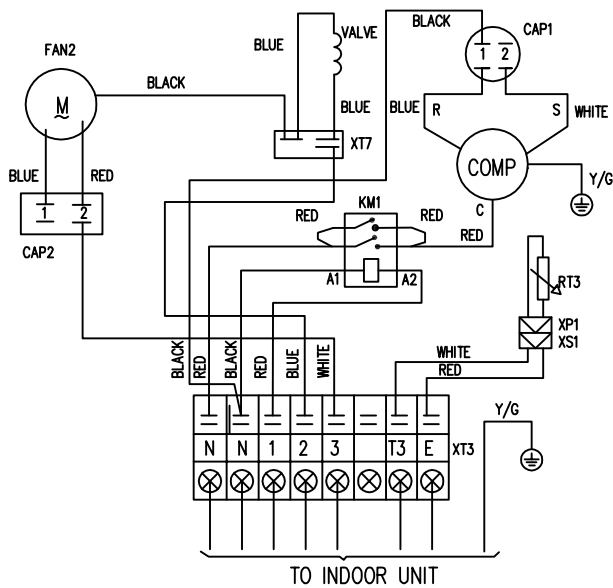 BLACK
CAP1
FAN2
BLUE
VALVE
1 2
BLACK
M
BLUE
BLUE
R
S
WHITE
XT7
COMP
BLUE
RED
Y/G
1
2
CAP2
KM1
RED
RED
C
RED
A1
A2
RT3
XP1
XS1
BLACK
RED
BLACK
RED
BLUE
WHITE
WHITE
RED
Y/G
N N 1 2 3 T3 E
XT3
TO INDOOR UNIT